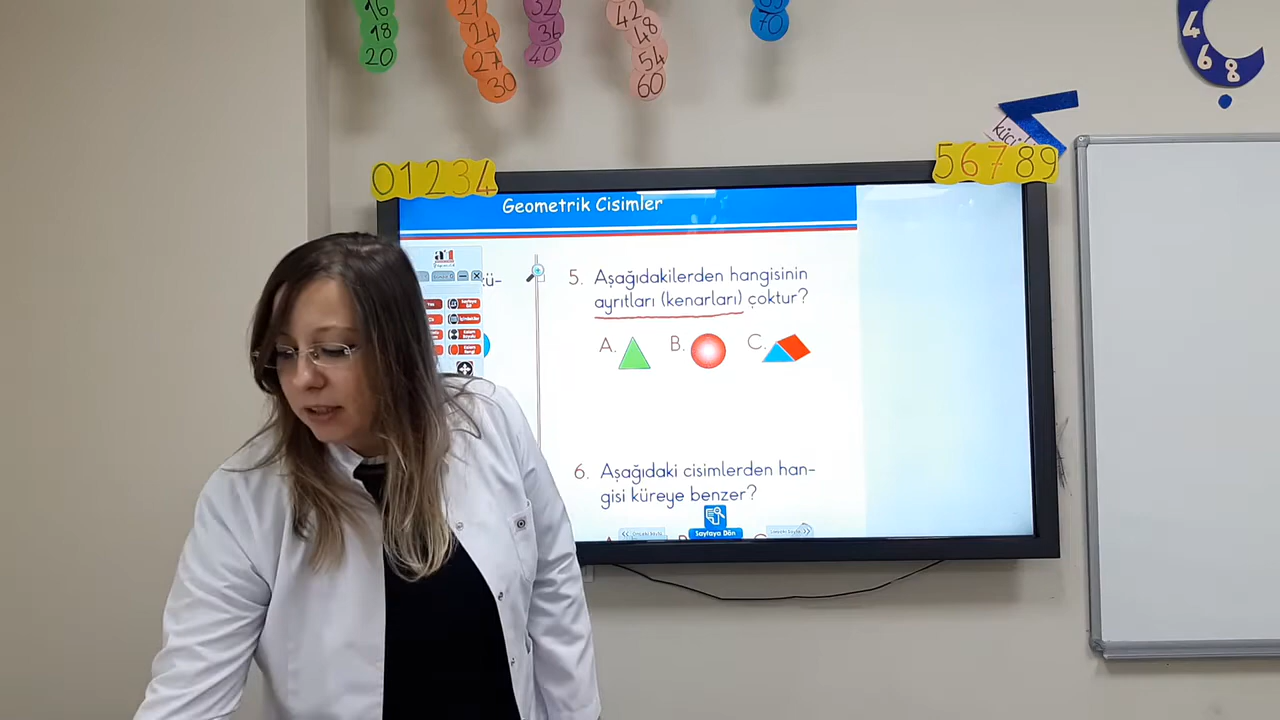 16
18
20
21
24
27
30
32
36
40
42
48
54
60
70
4
6
8
01234
56789
Geometrik Cisimler
5. Aşağıdakilerden hangisinin
ayrıtları (kenarları) çoktur?
A. B. C.
6. Aşağıdaki cisimlerden han-
gisi küreye benzer?
Sayfaya Dön